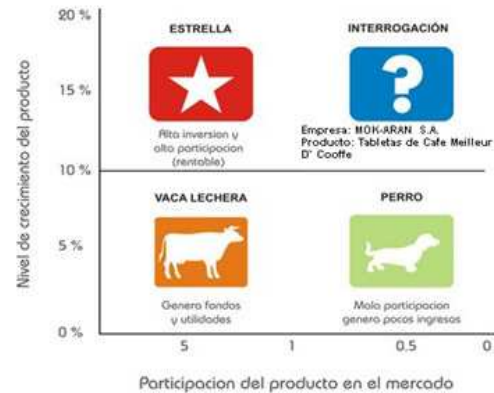 20 %
ESTRELLA
INTERROGACIÓN
15 %
?
Alta inversion y
alta participacion
(rentable)
Empresa: MOK-ARAN S.A.
Producto: Tabletas de Cafe Meilleur
D' Cooffe
10 %
VACA LECHERA
PERRO
5 %
Genera fondos
y utilidades
Mala participacion
genera pocos ingresos
0 %
5
1
0.5
0
Nivel de crecimiento del producto
Participacion del producto en el mercado